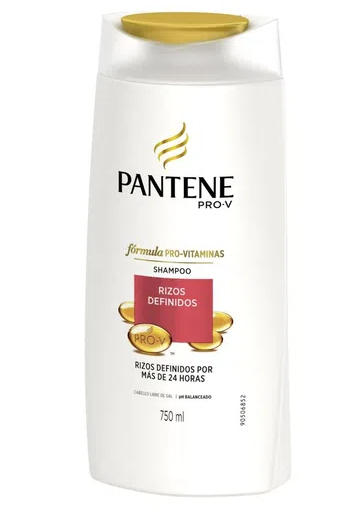 PANTENE
PRO-V
fórmula PRO-VITAMINAS
SHAMPOO
RIZOS
DEFINIDOS
PRO-V
RIZOS DEFINIDOS POR
MÁS DE 24 HORAS
CABELLO LIBRE DE SAL / pH BALANCEADO
750 ml
90506852